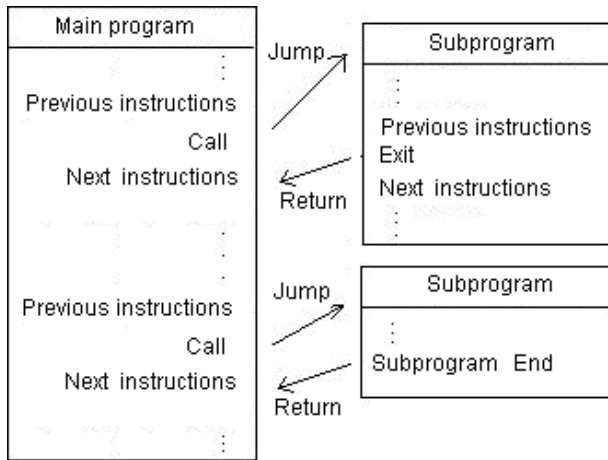 Main program
Previous instructions
Call
Next instructions
Previous instructions
Call
Next instructions
Jump
Return
Subprogram
Previous instructions
Exit
Next instructions
Jump
Return
Subprogram
Subprogram End